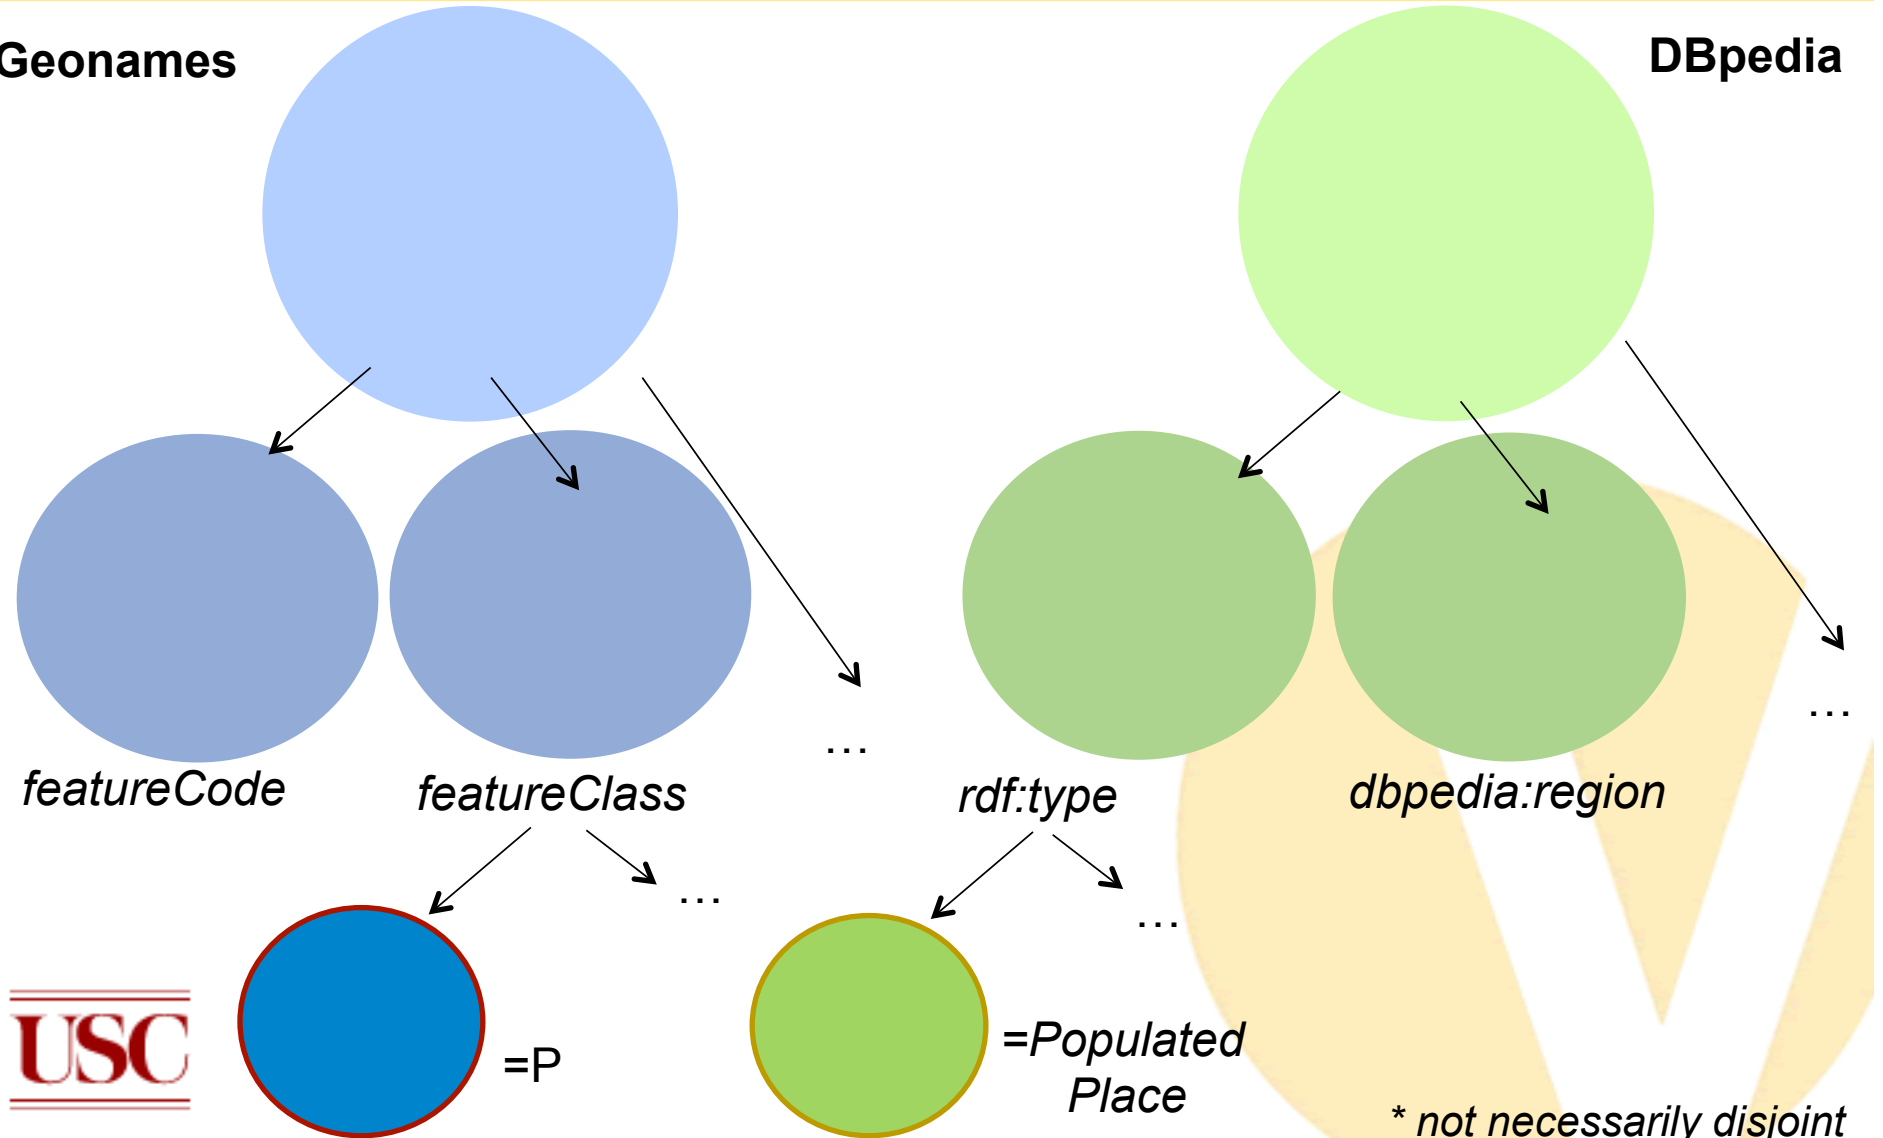 Geonames
DBpedia
…
…
featureCode
featureClass
rdf:type
dbpedia:region
…
…
=P
=Populated
Place
USC
* not necessarily disjoint